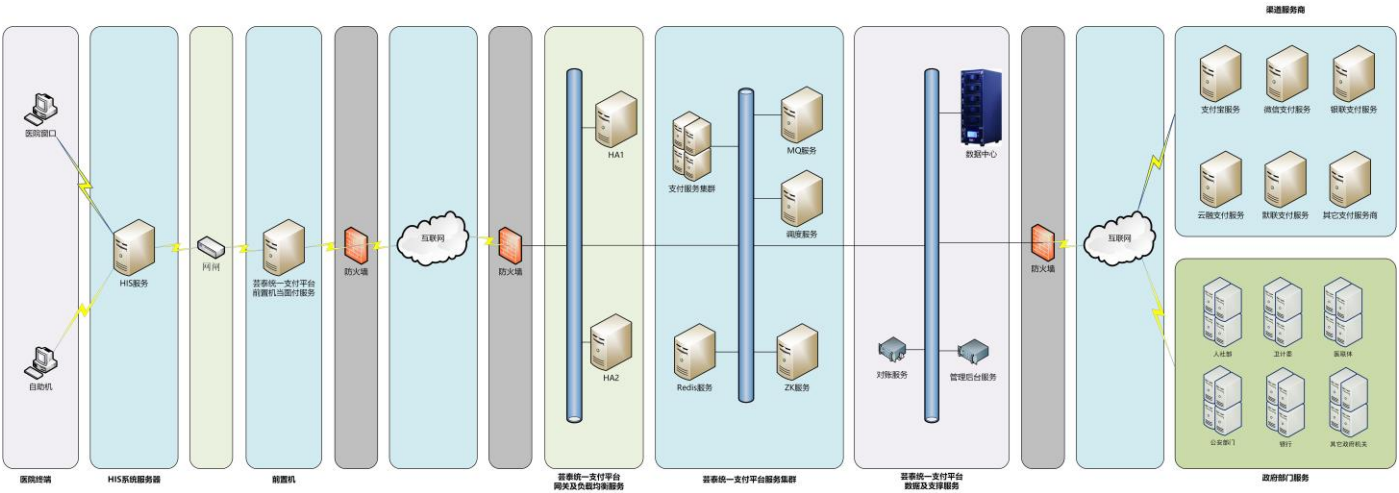 渠道服务商
医院窗口
自助机
HIS服务
网闸
芸泰统一支付平台
前置机当面付服务
防火墙
互联网
防火墙
HA1
HA2
支付服务集群
MQ服务
调度服务
Redis服务
ZK服务
数据中心
对账服务
管理后台服务
防火墙
互联网
支付宝服务
微信支付服务
银联支付服务
云融支付服务
默联支付服务
其它支付服务商
人社部
卫计委
医联体
公安部门
银行
其它政府机关
医院终端
HIS系统服务器
前置机
芸泰统一支付平台
网关及负载均衡服务
芸泰统一支付平台服务集群
芸泰统一支付平台
数据及支撑服务
政府部门服务